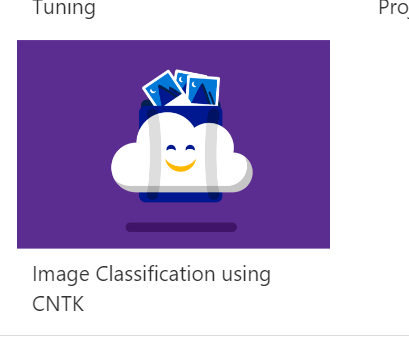 Tuning
Image Classification using
CNTK